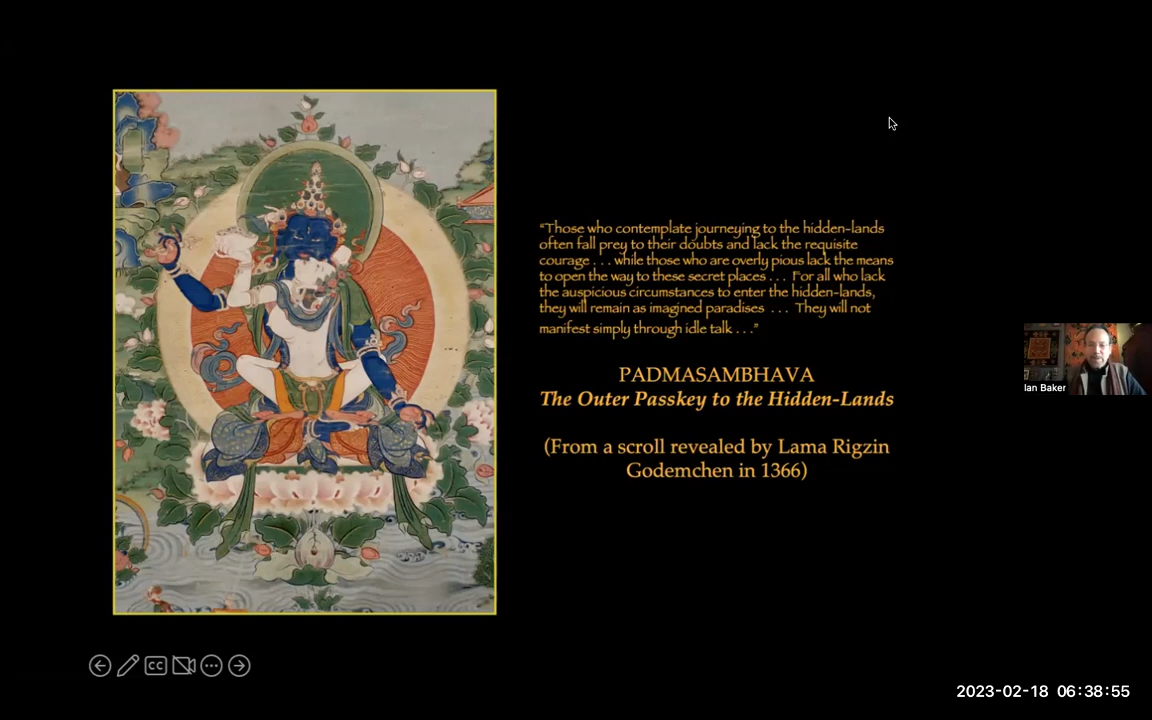 “Those who contemplate journeying to the hidden-lands
often fall prey to their doubts and lack the requisite
courage . . . while those who are overly pious lack the means
to open the way to these secret places . . . For all who lack
the auspicious circumstances to enter the hidden-lands,
they will remain as imagined paradises . . . They will not
manifest simply through idle talk . . .”
PADMASAMBHAVA
The Outer Passkey to the Hidden-Lands
(From a scroll revealed by Lama Rigzin
Godemchen in 1366)
Ian Baker
CC
2023-02-18 06:38:55